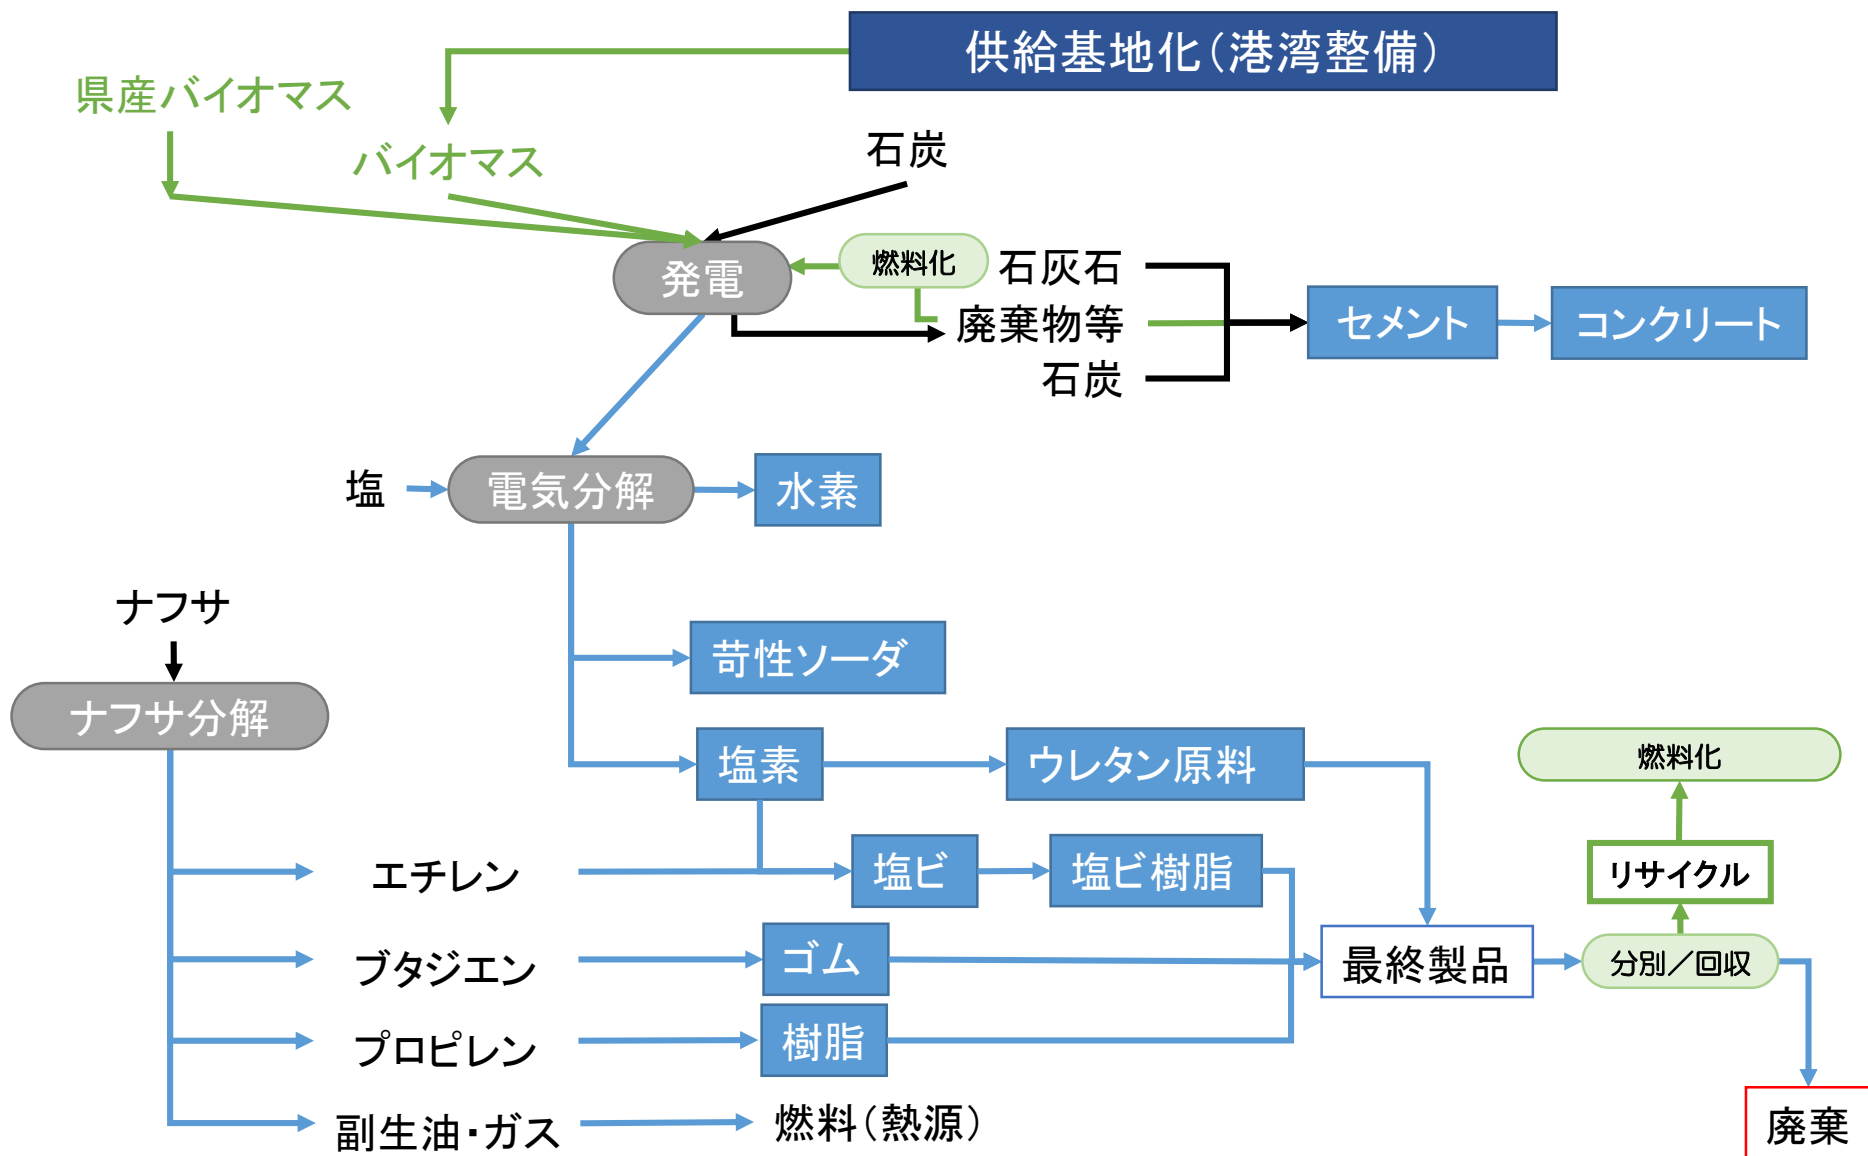 供給基地化（港湾整備）
県産バイオマス
バイオマス
石炭
発電
燃料化
石灰石
廃棄物等
石炭
セメント
コンクリート
塩
電気分解
水素
ナフサ
苛性ソーダ
ナフサ分解
塩素
ウレタン原料
燃料化
エチレン
塩ビ
塩ビ樹脂
リサイクル
ブタジエン
ゴム
最終製品
分別／回収
プロピレン
樹脂
副生油・ガス
燃料（熱源）
廃棄